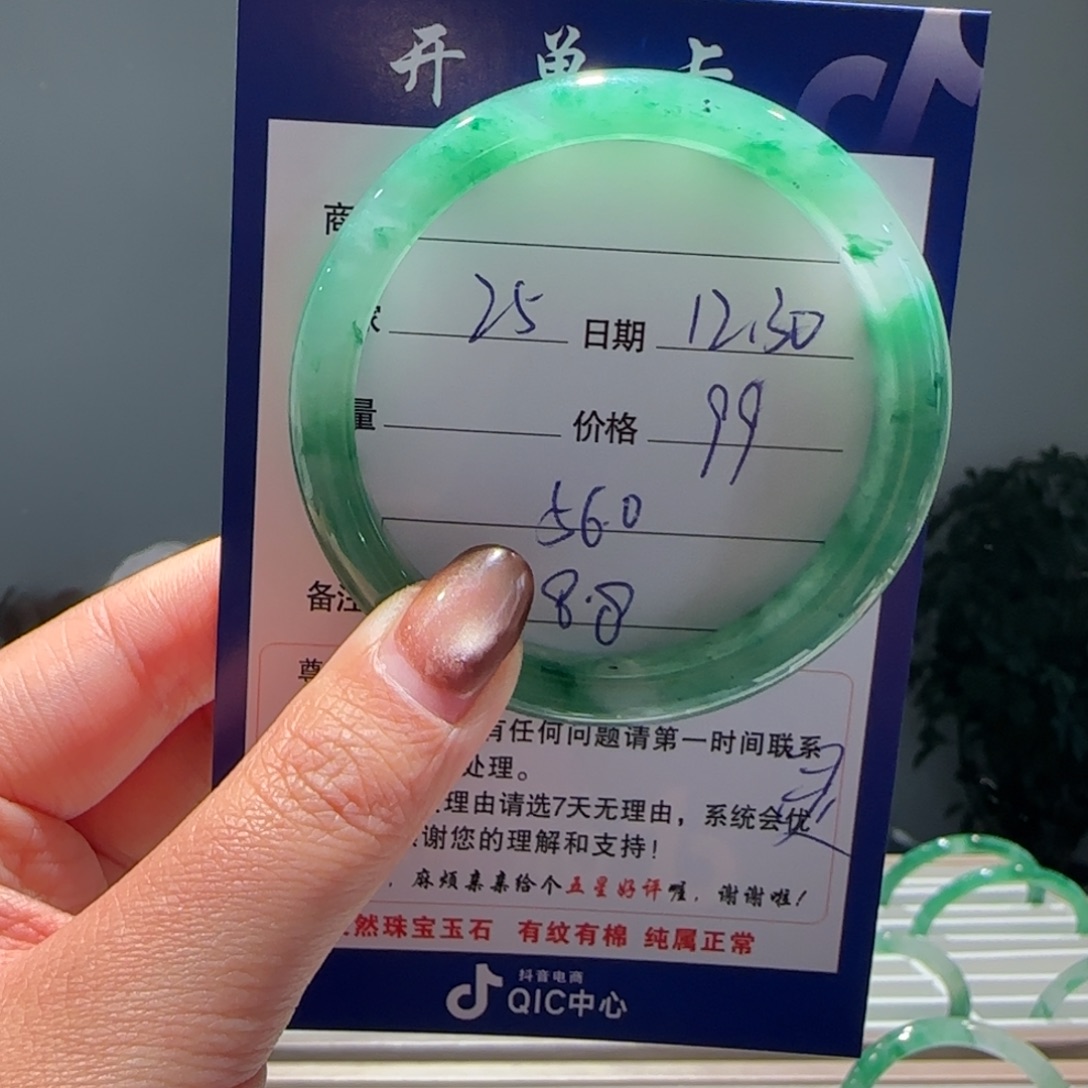 开单卡
商
家 25 日期 12.30
量 价格 99
56.0
备注 8.8
尊
有任何问题请第一时间联系
处理。
理由请选7天无理由，系统会优
谢您的理解和支持！
，麻烦亲亲给个五星好评喔，谢谢啦！
然珠宝玉石 有纹有棉 纯属正常
抖音电商
QIC中心